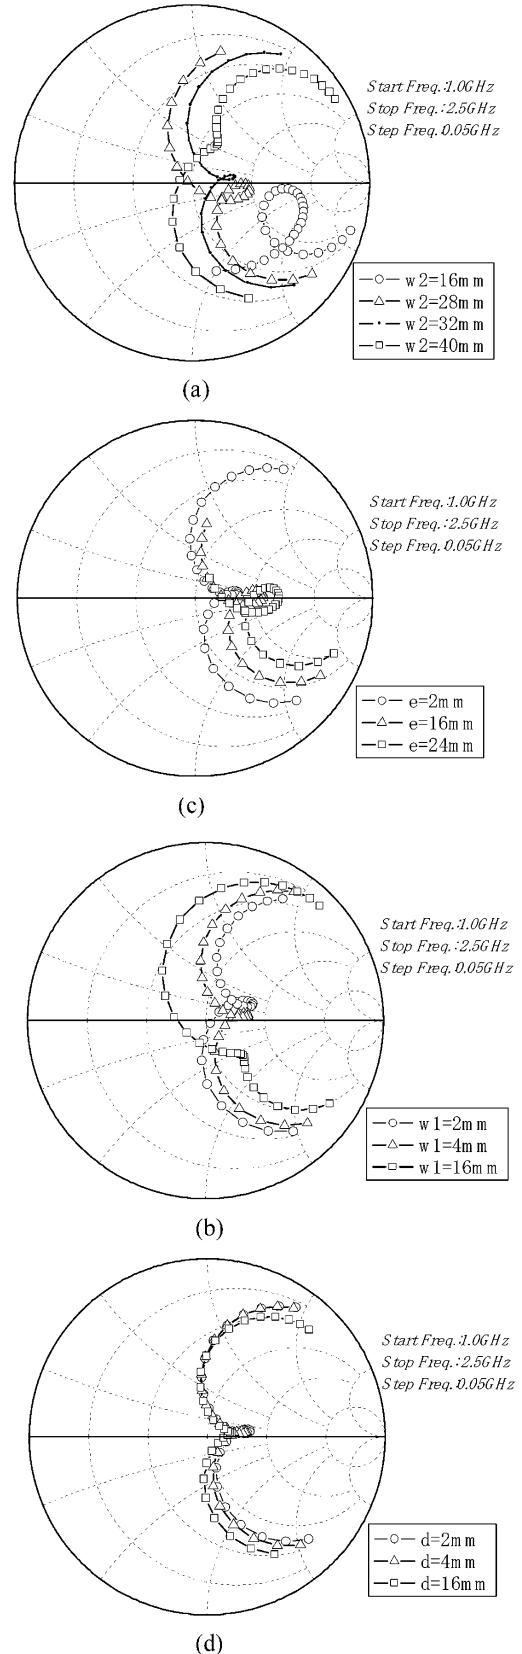 Start Freq.:1.0GHz
Stop Freq.:2.5GHz
Step Freq.:0.05GHz
w2=16mm
w2=28mm
w2=32mm
w2=40mm
(a)
Start Freq.:1.0GHz
Stop Freq.:2.5GHz
Step Freq.:0.05GHz
e=2mm
e=16mm
e=24mm
(c)
Start Freq.:1.0GHz
Stop Freq.:2.5GHz
Step Freq.:0.05GHz
w1=2mm
w1=4mm
w1=16mm
(b)
Start Freq.:1.0GHz
Stop Freq.:2.5GHz
Step Freq.:0.05GHz
d=2mm
d=4mm
d=16mm
(d)